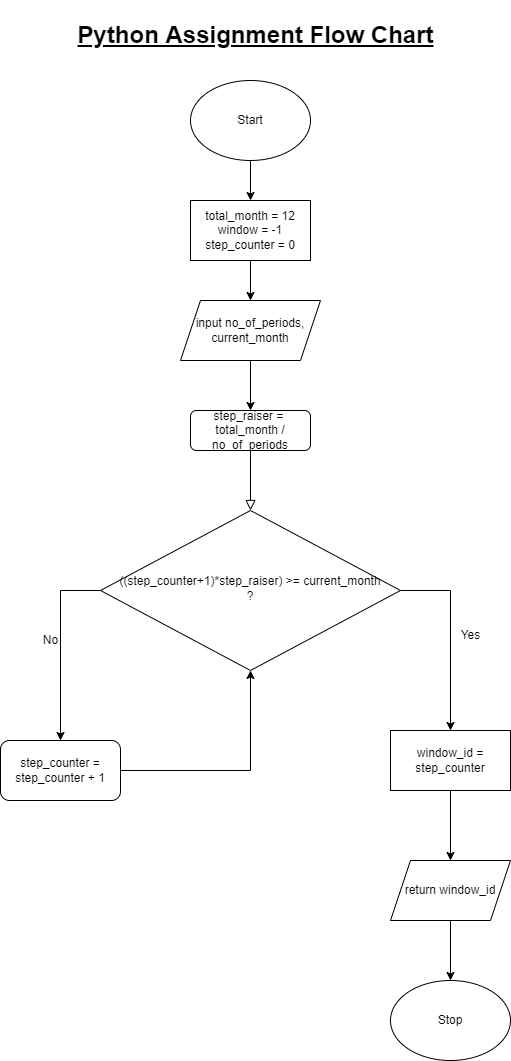 Python Assignment Flow Chart
Start
total_month = 12
window = -1
step_counter = 0
input no_of_periods,
current_month
step_raiser =
total_month /
no_of_periods
((step_counter+1)*step_raiser) >= current_month
?
No
Yes
step_counter =
step_counter + 1
window_id =
step_counter
return window_id
Stop